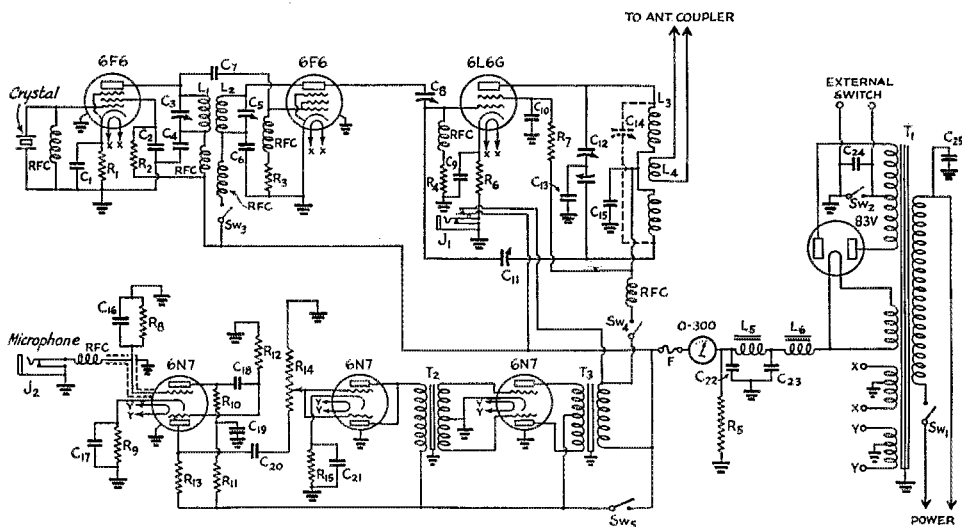 TO ANT. COUPLER
6F6
C7
6F6
6L6G
EXTERNAL SWITCH
Crystal
L1
L2
C3
C5
C8
C10
L3
C14
T1
C25
C24
RFC
C2
C4
R2
C6
RFC
RFC
R7
C12
L4
Sw2
C1
R1
R3
R4
C9
R6
C13
C15
83V
X X
X X
X X
RFC
Sw3
J1
C11
RFC
C16
R8
Sw4
0-300
L5
L6
Microphone
RFC
R12
6N7
C18
R14
6N7
T2
6N7
T3
F
C22
C23
X
J2
R10
X
Y
Y
Y
Y
Y
Y
C19
R5
Y
C17
R9
C20
R15
C21
Y
Sw1
R13
R11
Sw5
POWER